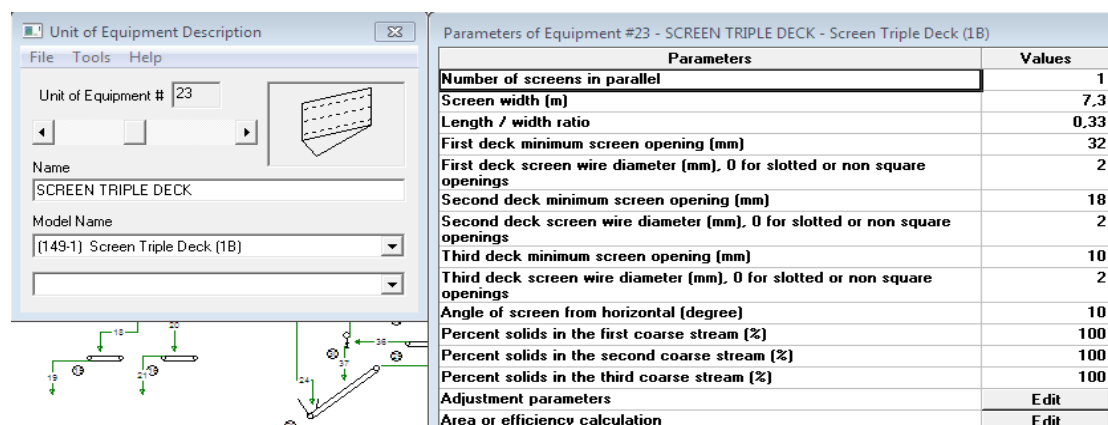 Unit of Equipment Description
File Tools Help
Unit of Equipment # 23
Name
SCREEN TRIPLE DECK
Model Name
(149-1) Screen Triple Deck (1B)
18
20
19
21
24
36
37
Parameters of Equipment #23 - SCREEN TRIPLE DECK - Screen Triple Deck (1B)
Parameters Values
Number of screens in parallel 1
Screen width (m) 7,3
Length / width ratio 0,33
First deck minimum screen opening (mm) 32
First deck screen wire diameter (mm), 0 for slotted or non square 2
openings
Second deck minimum screen opening (mm) 18
Second deck screen wire diameter (mm), 0 for slotted or non square 2
openings
Third deck minimum screen opening (mm) 10
Third deck screen wire diameter (mm), 0 for slotted or non square 2
openings
Angle of screen from horizontal (degree) 10
Percent solids in the first coarse stream (%) 100
Percent solids in the second coarse stream (%) 100
Percent solids in the third coarse stream (%) 100
Adjustment parameters Edit
Area or efficiency calculation Edit